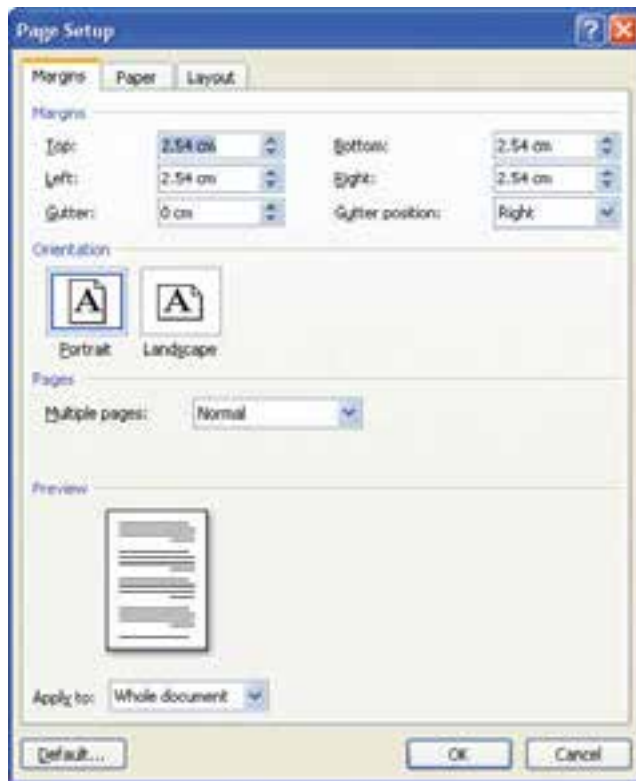 Page Setup
Margins Paper Layout
Margins
Top: 2.54 cm Bottom: 2.54 cm
Left: 2.54 cm Right: 2.54 cm
Gutter: 0 cm Gutter position: Right
Orientation
A A
Portrait Landscape
Pages
Multiple pages: Normal
Preview
Apply to: Whole document
Default... OK Cancel